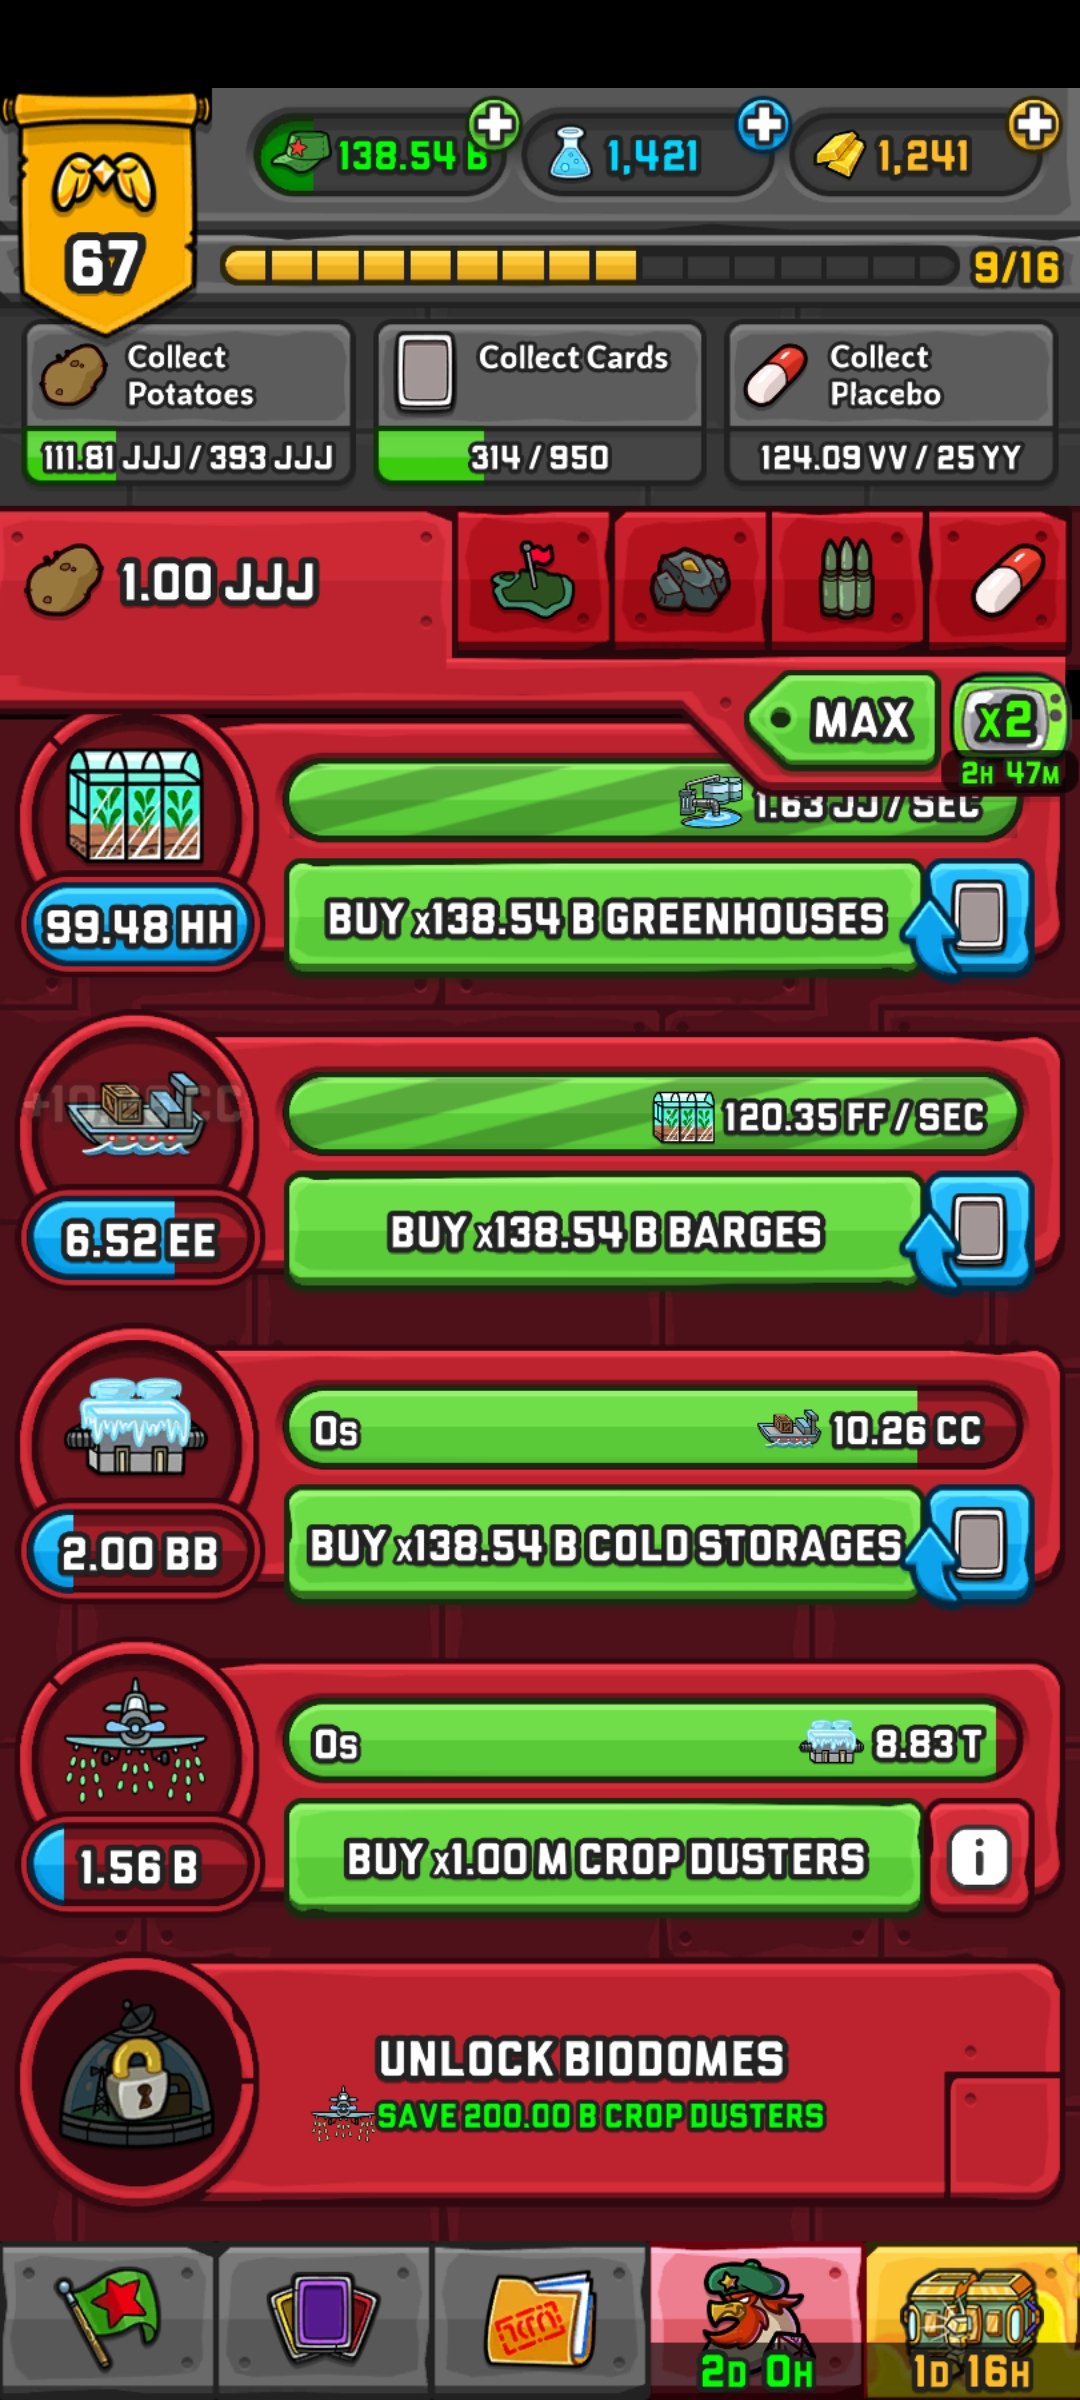 138.54 B
1,421
1,241
67
9/16
Collect
Potatoes
111.81 JJJ / 393 JJJ
Collect Cards
314 / 950
Collect
Placebo
124.09 VV / 25 YY
1.00 JJJ
MAX
x2
2H 47M
1.63 JJ / SEC
99.48 HH
BUY x138.54 B GREENHOUSES
120.35 FF / SEC
6.52 EE
BUY x138.54 B BARGES
0s
10.26 CC
2.00 BB
BUY x138.54 B COLD STORAGES
0s
8.83 T
1.56 B
BUY x1.00 M CROP DUSTERS
i
UNLOCK BIODOMES
SAVE 200.00 B CROP DUSTERS
2D 0H
1D 16H